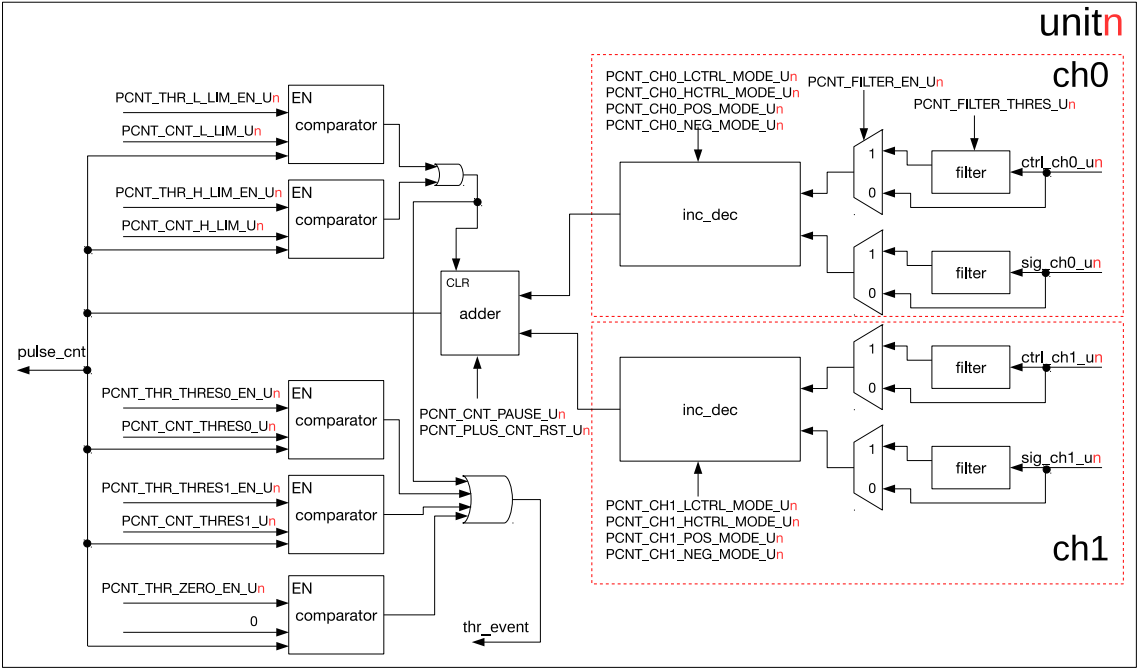 unitn
PCNT_THR_L_LIM_EN_Un
EN
comparator
PCNT_CNT_L_LIM_Un
PCNT_THR_H_LIM_EN_Un
EN
comparator
PCNT_CNT_H_LIM_Un
CLR
adder
pulse_cnt
PCNT_CNT_PAUSE_Un
PCNT_PLUS_CNT_RST_Un
PCNT_THR_THRES0_EN_Un
EN
comparator
PCNT_CNT_THRES0_Un
PCNT_THR_THRES1_EN_Un
EN
comparator
PCNT_CNT_THRES1_Un
PCNT_THR_ZERO_EN_Un
EN
comparator
0
thr_event
ch0
PCNT_CH0_LCTRL_MODE_Un
PCNT_CH0_HCTRL_MODE_Un
PCNT_CH0_POS_MODE_Un
PCNT_CH0_NEG_MODE_Un
PCNT_FILTER_EN_Un
PCNT_FILTER_THRES_Un
inc_dec
1
0
filter
ctrl_ch0_un
1
0
filter
sig_ch0_un
inc_dec
1
0
filter
ctrl_ch1_un
1
0
filter
sig_ch1_un
PCNT_CH1_LCTRL_MODE_Un
PCNT_CH1_HCTRL_MODE_Un
PCNT_CH1_POS_MODE_Un
PCNT_CH1_NEG_MODE_Un
ch1